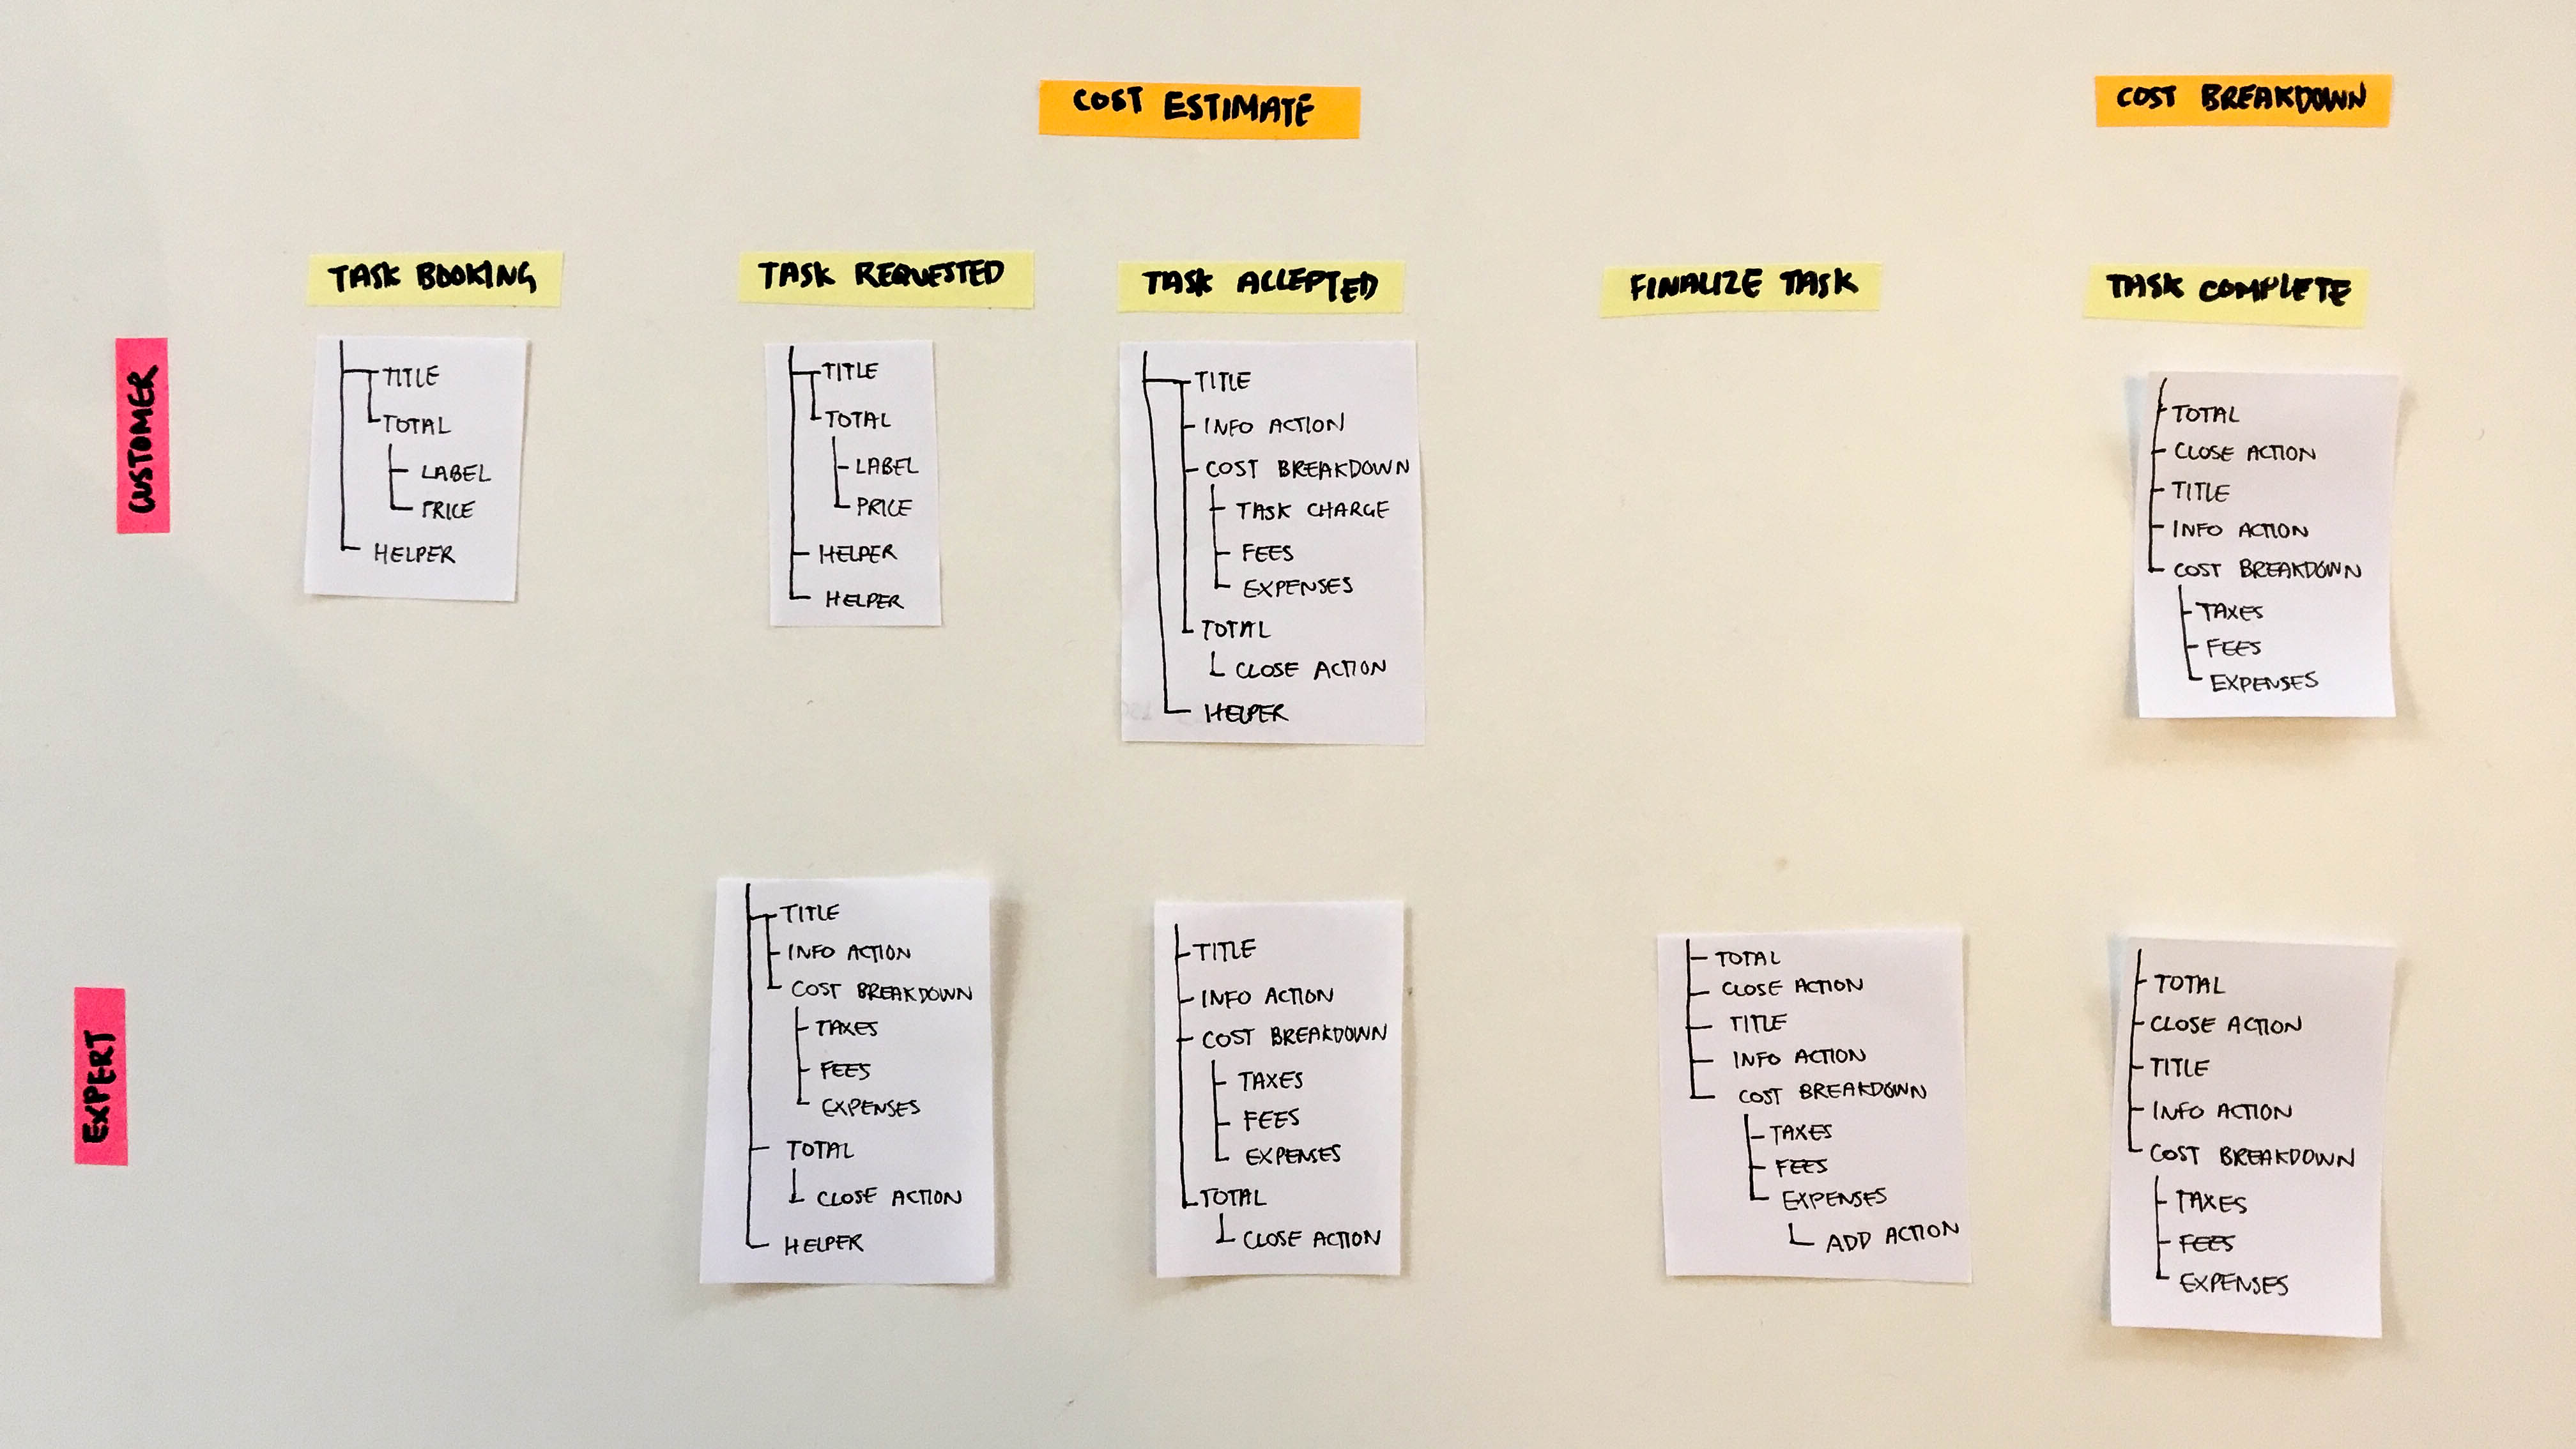 COST ESTIMATE
COST BREAKDOWN
TASK BOOKING
TASK REQUESTED
TASK ACCEPTED
FINALIZE TASK
TASK COMPLETE
CUSTOMER
TITLE
TOTAL
LABEL
PRICE
HELPER
TITLE
TOTAL
LABEL
PRICE
HELPER
HELPER
TITLE
INFO ACTION
COST BREAKDOWN
TASK CHARGE
FEES
EXPENSES
TOTAL
CLOSE ACTION
HELPER
TOTAL
CLOSE ACTION
TITLE
INFO ACTION
COST BREAKDOWN
TAXES
FEES
EXPENSES
EXPERT
TITLE
INFO ACTION
COST BREAKDOWN
TAXES
FEES
EXPENSES
TOTAL
CLOSE ACTION
HELPER
TITLE
INFO ACTION
COST BREAKDOWN
TAXES
FEES
EXPENSES
TOTAL
CLOSE ACTION
TOTAL
CLOSE ACTION
TITLE
INFO ACTION
COST BREAKDOWN
TAXES
FEES
EXPENSES
ADD ACTION
TOTAL
CLOSE ACTION
TITLE
INFO ACTION
COST BREAKDOWN
TAXES
FEES
EXPENSES